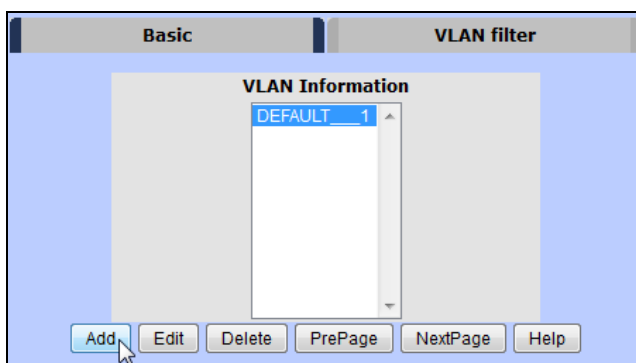 Basic VLAN filter
VLAN Information
DEFAULT___1
Add Edit Delete PrePage NextPage Help